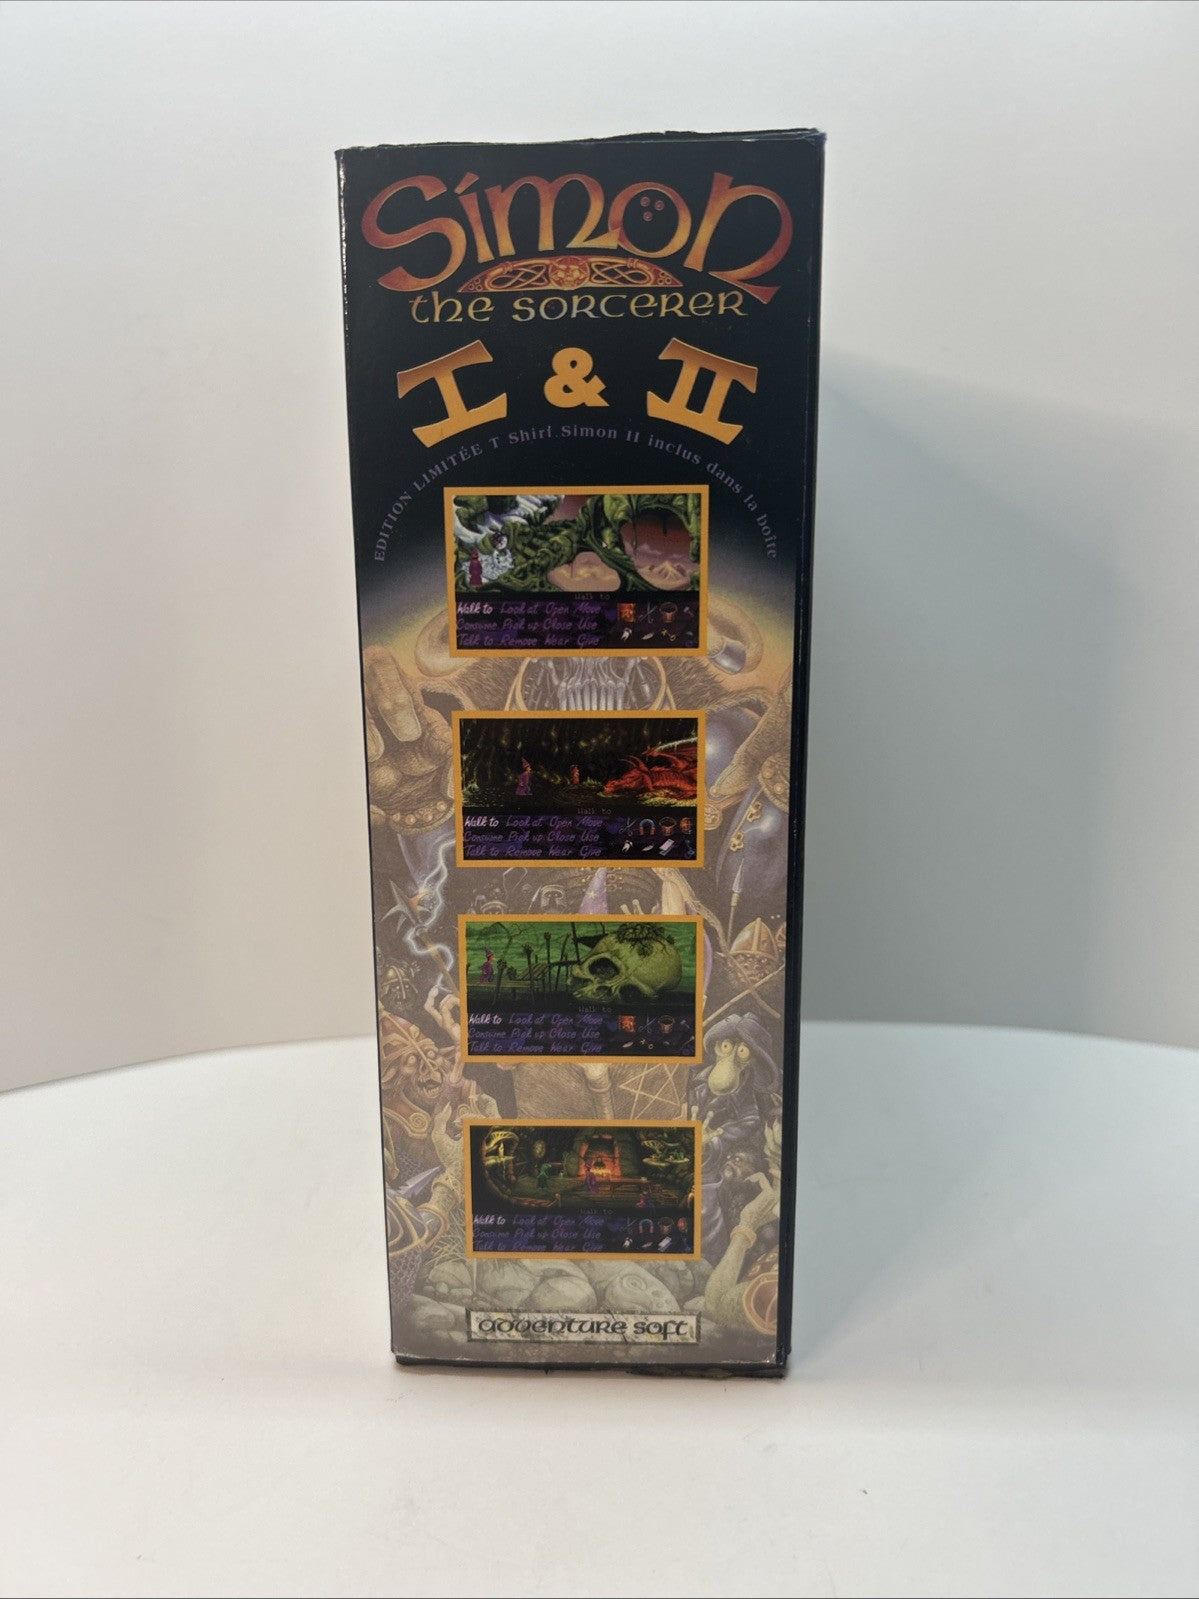 Simon
the SORCERER
I & II
EDITION LIMITÉE T Shirt Simon II inclus dans la boîte
Walk to
Walk to Look at Open Move
Consume Pick up Close Use
Talk to Remove Wear Give
Walk to
Walk to Look at Open Move
Consume Pick up Close Use
Talk to Remove Wear Give
Walk to
Walk to Look at Open Move
Consume Pick up Close Use
Talk to Remove Wear Give
Walk to
Walk to Look at Open Move
Consume Pick up Close Use
Talk to Remove Wear Give
adventure soft